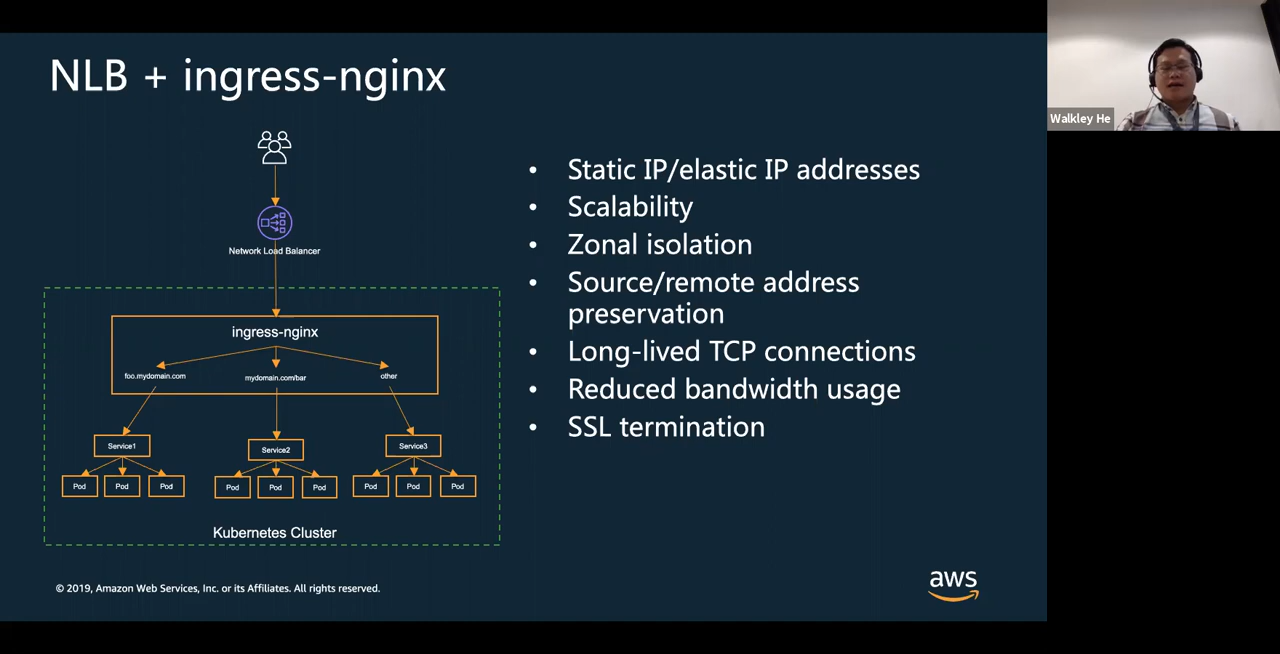 NLB + ingress-nginx
Walkley He
Network Load Balancer
ingress-nginx
foo.mydomain.com
mydomain.com/bar
other
Service1
Service2
Service3
Pod
Pod
Pod
Pod
Pod
Pod
Pod
Pod
Pod
Kubernetes Cluster
• Static IP/elastic IP addresses
• Scalability
• Zonal isolation
• Source/remote address
preservation
• Long-lived TCP connections
• Reduced bandwidth usage
• SSL termination
© 2019, Amazon Web Services, Inc. or its Affiliates. All rights reserved.
aws